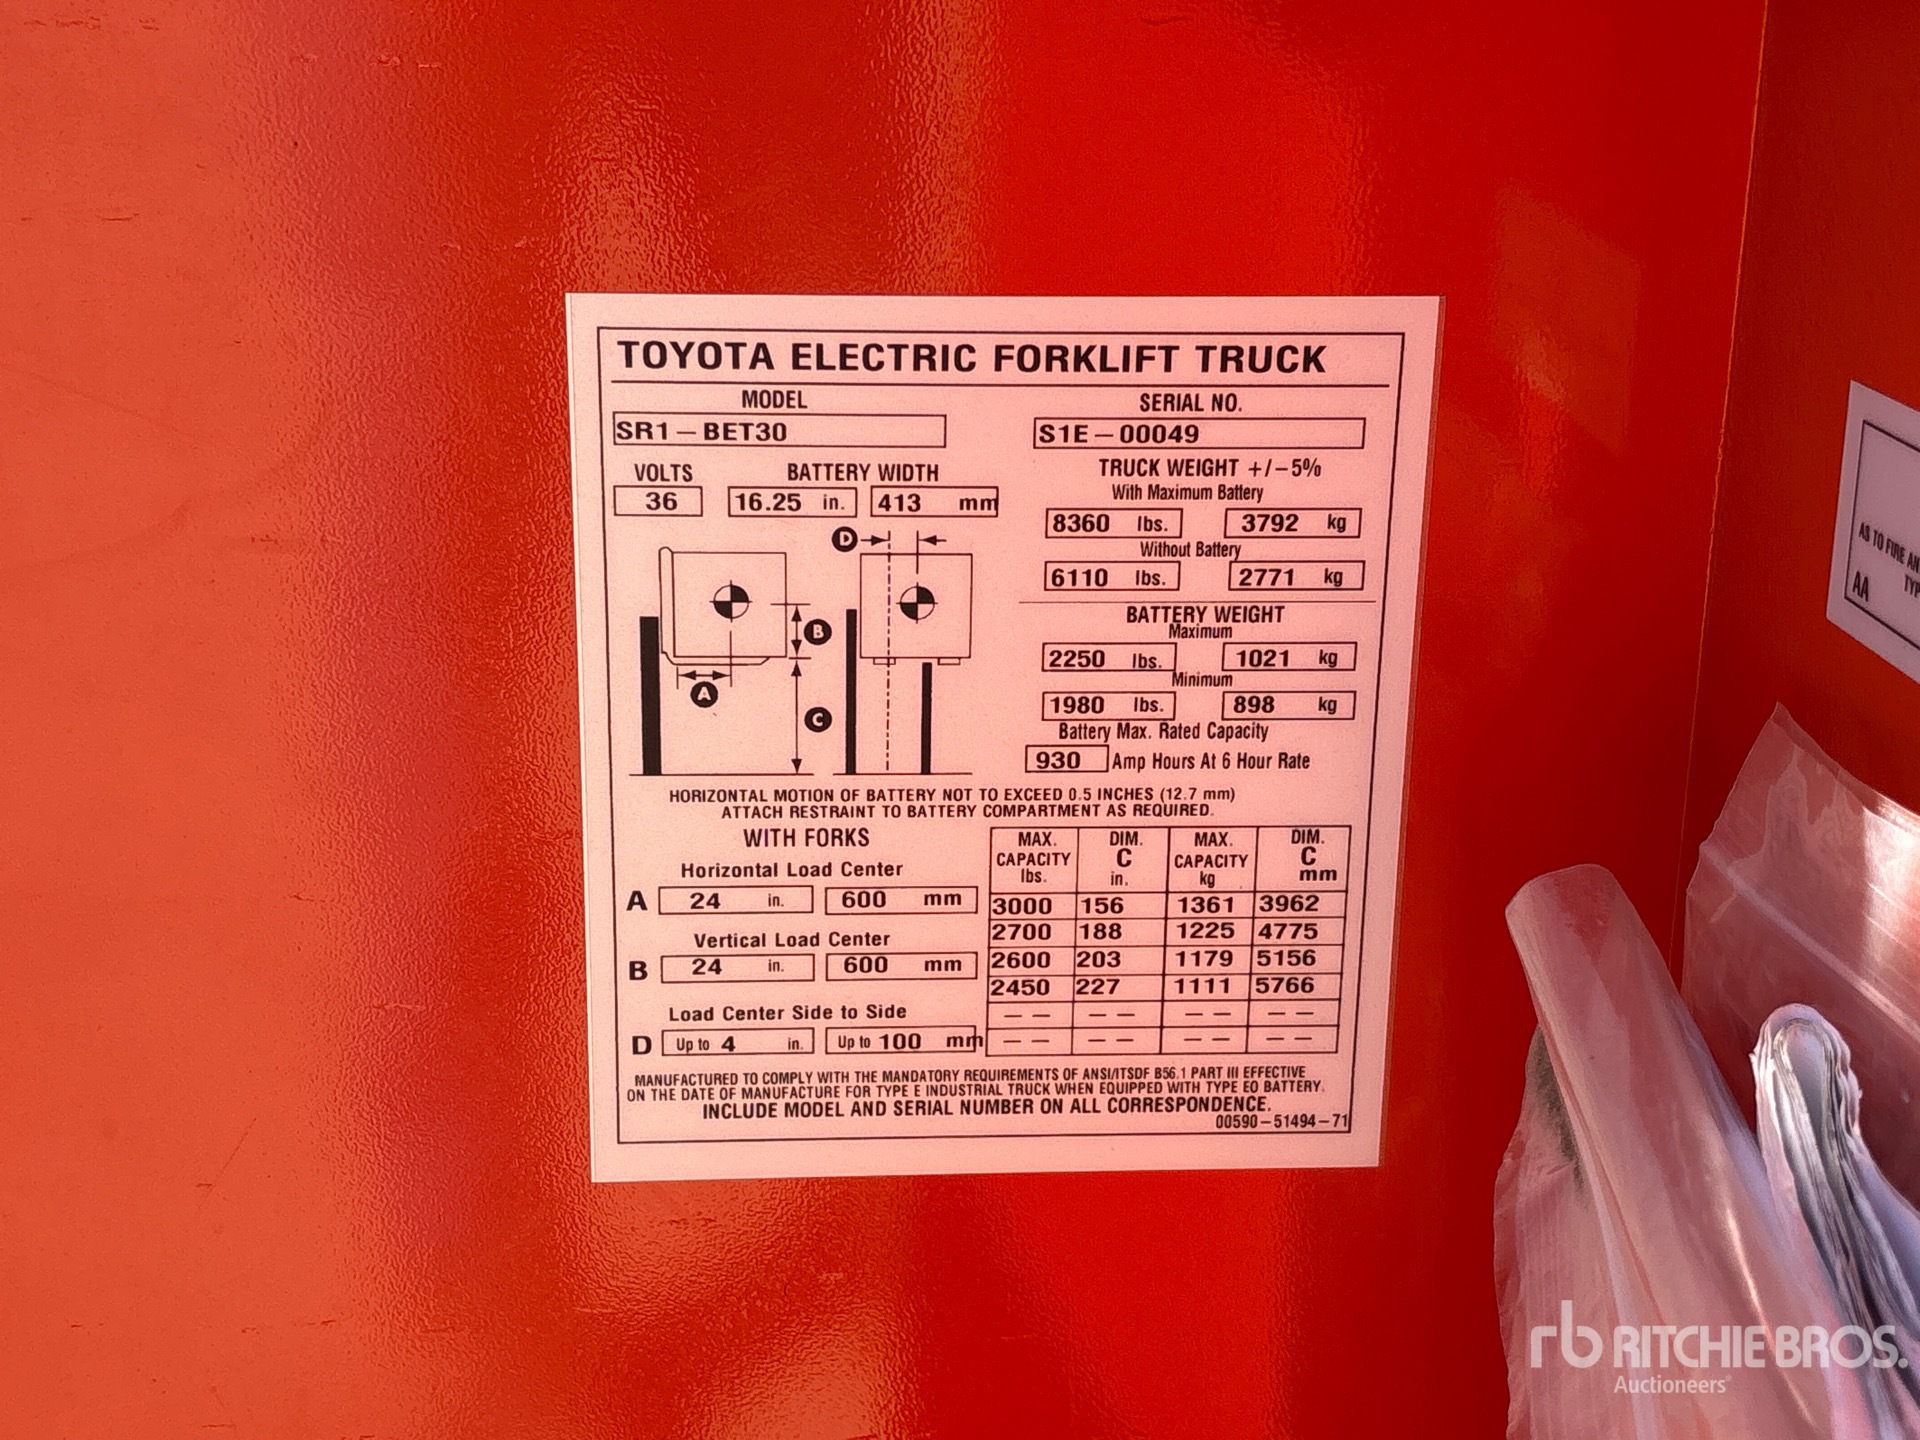 TOYOTA ELECTRIC FORKLIFT TRUCK
MODEL
SR1-BET30
SERIAL NO.
S1E-00049
VOLTS
36
BATTERY WIDTH
16.25 in. 413 mm
TRUCK WEIGHT +/-5%
With Maximum Battery
8360 lbs. 3792 kg
Without Battery
6110 lbs. 2771 kg
D
B
A
C
BATTERY WEIGHT
Maximum
2250 lbs. 1021 kg
Minimum
1980 lbs. 898 kg
Battery Max. Rated Capacity
930 Amp Hours At 6 Hour Rate
HORIZONTAL MOTION OF BATTERY NOT TO EXCEED 0.5 INCHES (12.7 mm)
ATTACH RESTRAINT TO BATTERY COMPARTMENT AS REQUIRED.
WITH FORKS
Horizontal Load Center
A 24 in. 600 mm
Vertical Load Center
B 24 in. 600 mm
Load Center Side to Side
D Up to 4 in. Up to 100 mm
MAX. CAPACITY lbs. DIM. C in. MAX. CAPACITY kg DIM. C mm
3000 156 1361 3962
2700 188 1225 4775
2600 203 1179 5156
2450 227 1111 5766
-- -- -- --
-- -- -- --
MANUFACTURED TO COMPLY WITH THE MANDATORY REQUIREMENTS OF ANSI/ITSDF B56.1 PART III EFFECTIVE
ON THE DATE OF MANUFACTURE FOR TYPE E INDUSTRIAL TRUCK WHEN EQUIPPED WITH TYPE EO BATTERY.
INCLUDE MODEL AND SERIAL NUMBER ON ALL CORRESPONDENCE.
00590-51494-71
AS TO FIRE
AA
rb RITCHIE BROS.
Auctioneers